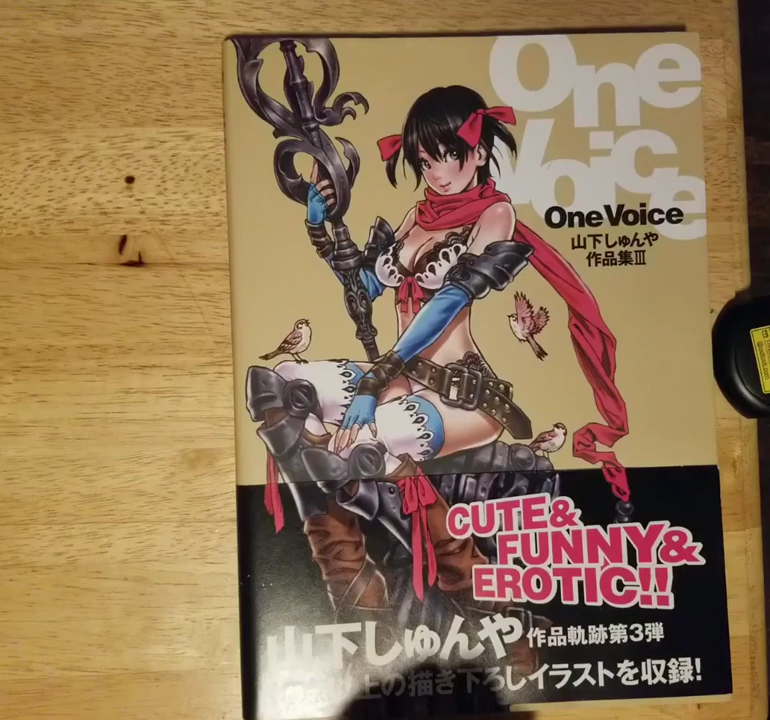 One
Voice
One Voice
山下しゅんや
作品集Ⅲ
CUTE&
FUNNY&
EROTIC!!
山下しゅんや 作品軌跡第3弾
上の描き下ろしイラストを収録!